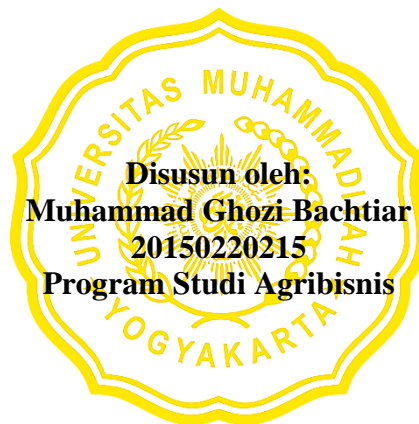 UNIVERSITAS MUHAMMADIYAH
YOGYAKARTA
Disusun oleh:
Muhammad Ghozi Bachtiar
20150220215
Program Studi Agribisnis